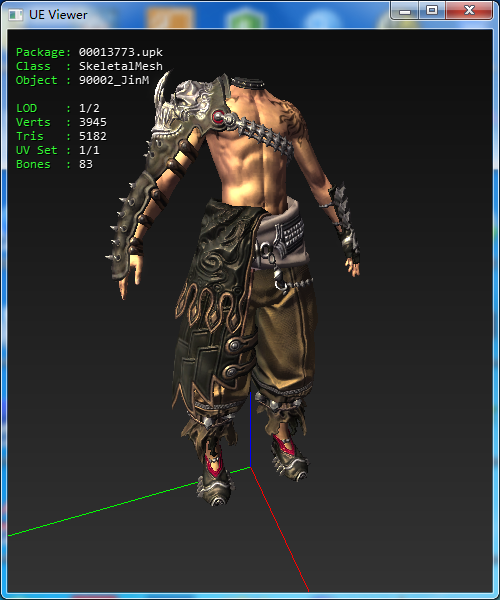 UE Viewer
Package: 00013773.upk
Class : SkeletalMesh
Object : 90002_JinM
LOD : 1/2
Verts : 3945
Tris : 5182
UV Set : 1/1
Bones : 83